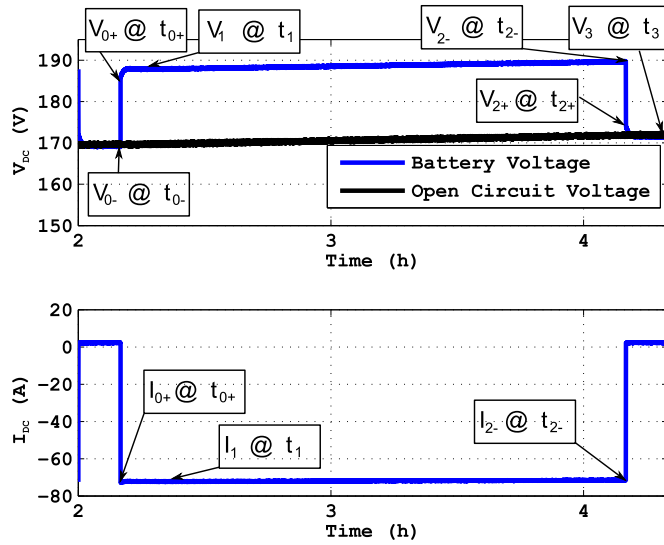 V0+ @ t0+
V1 @ t1
V2- @ t2-
V3 @ t3
190
180
170
160
150
VDC (V)
V2+ @ t2+
V0- @ t0-
Battery Voltage
Open Circuit Voltage
2
3
4
Time (h)
20
0
−20
−40
−60
−80
IDC (A)
I0+ @ t0+
I1 @ t1
I2- @ t2-
2
3
4
Time (h)